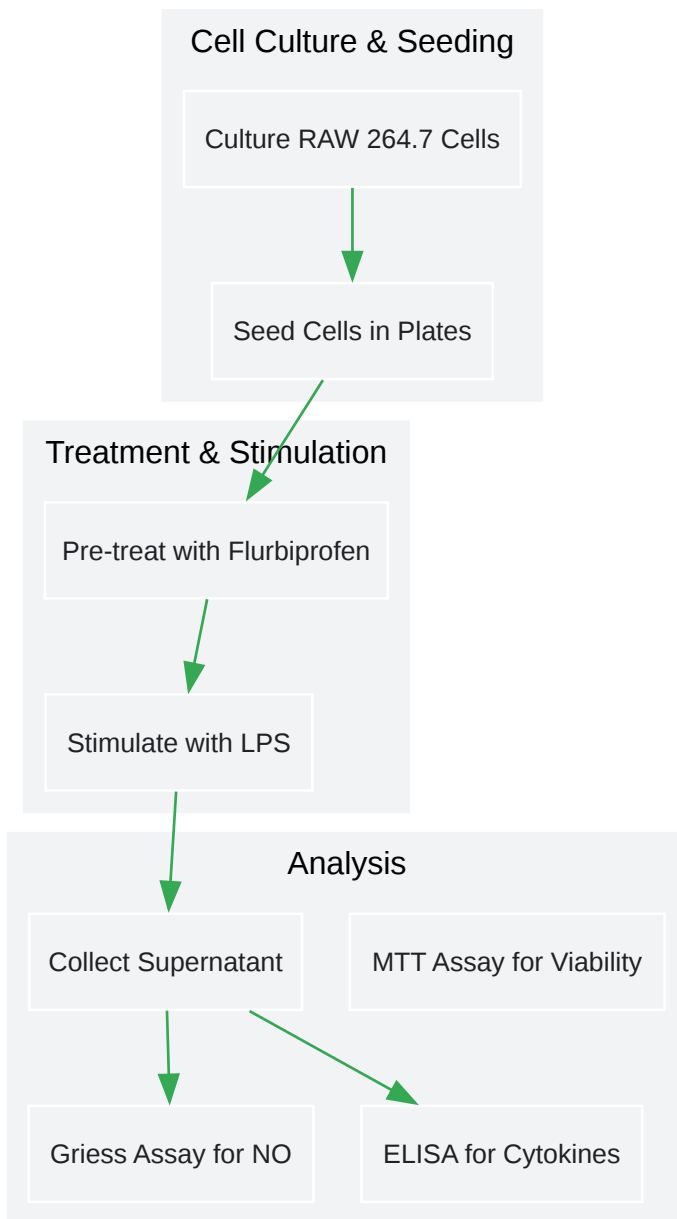 Cell Culture & Seeding
Culture RAW 264.7 Cells
Seed Cells in Plates
Treatment & Stimulation
Pre-treat with Flurbiprofen
Stimulate with LPS
Analysis
Collect Supernatant
MTT Assay for Viability
Griess Assay for NO
ELISA for Cytokines